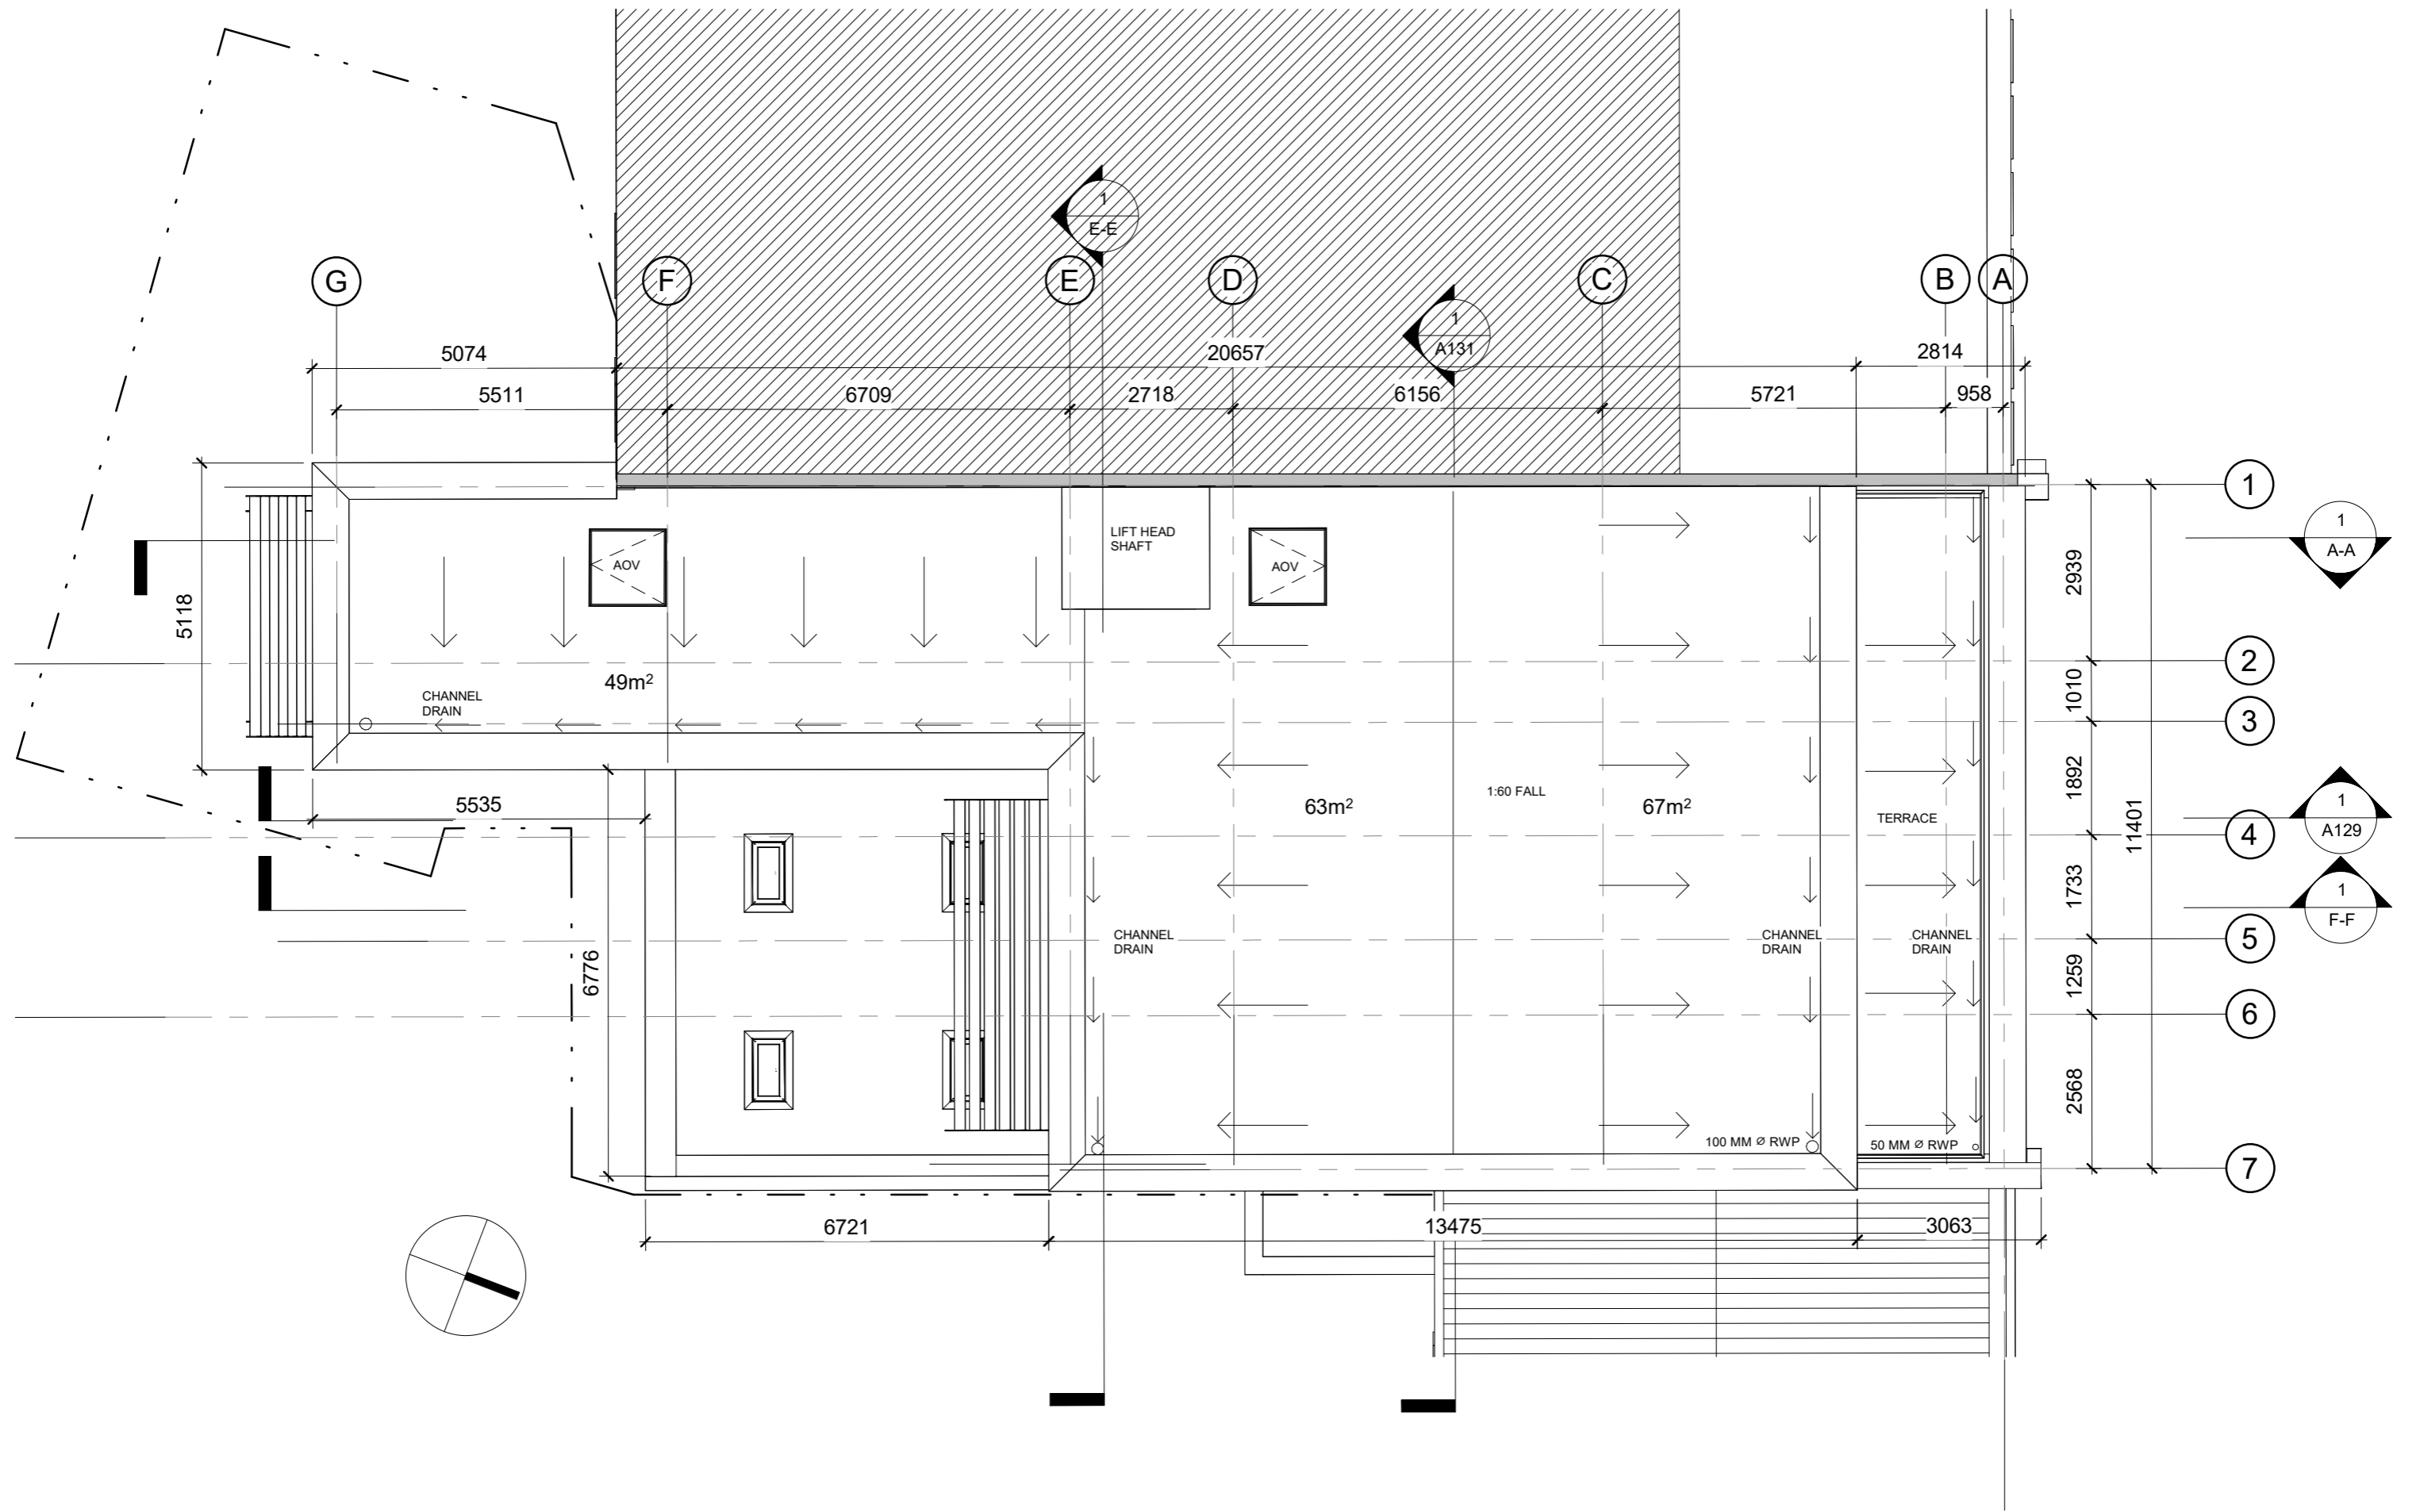 1
E-E
G
F
E
D
C
B
A
1
A131
5074
20657
2814
5511
6709
2718
6156
5721
958
1
LIFT HEAD
SHAFT
1
A-A
AOV
AOV
2939
5118
2
49m²
1010
CHANNEL
DRAIN
3
1892
1:60 FALL
5535
63m²
67m²
TERRACE
11401
1
A129
4
1733
1
F-F
CHANNEL
DRAIN
CHANNEL
DRAIN
CHANNEL
DRAIN
5
6776
1259
6
2568
100 MM Ø RWP
50 MM Ø RWP
7
6721
13475
3063